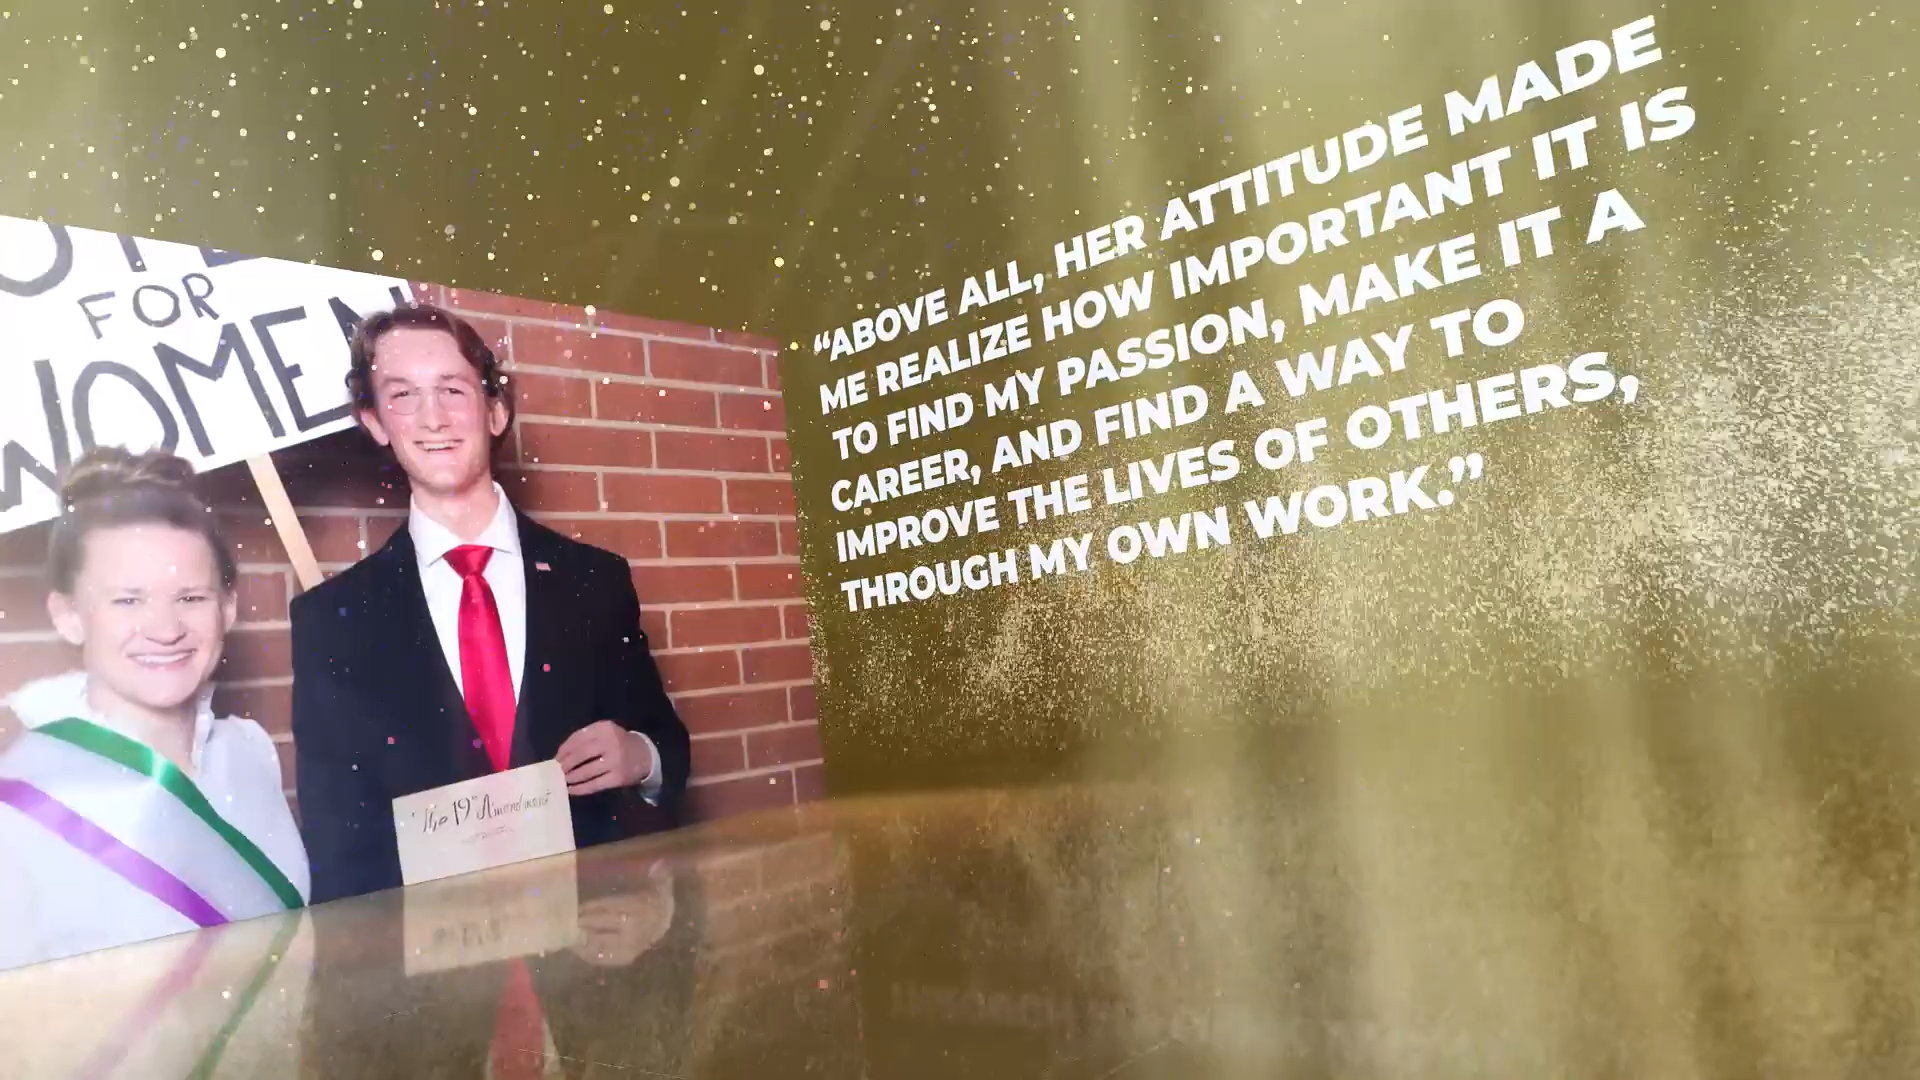 FOR
WOMEN
The 19th Amendment
“ABOVE ALL, HER ATTITUDE MADE
ME REALIZE HOW IMPORTANT IT IS
TO FIND MY PASSION, MAKE IT A
CAREER, AND FIND A WAY TO
IMPROVE THE LIVES OF OTHERS,
THROUGH MY OWN WORK.”